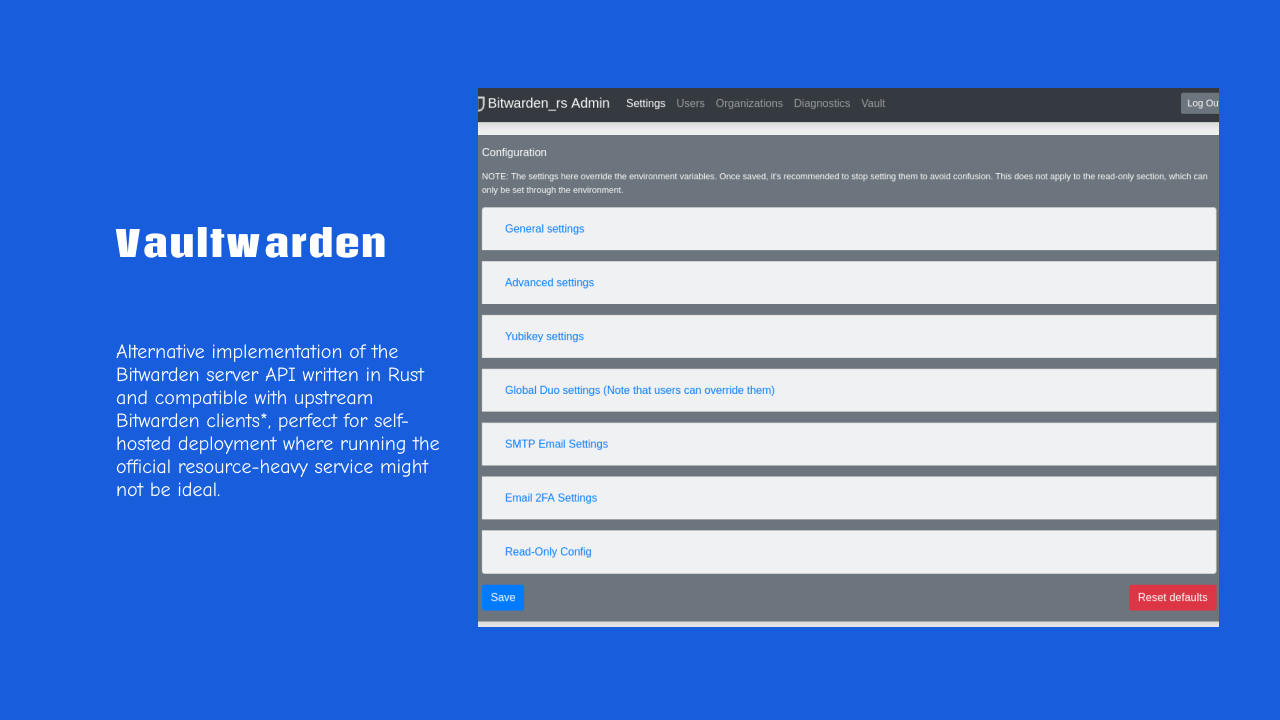 Vaultwarden
Alternative implementation of the
Bitwarden server API written in Rust
and compatible with upstream
Bitwarden clients*, perfect for self-
hosted deployment where running the
official resource-heavy service might
not be ideal.
Bitwarden_rs Admin Settings Users Organizations Diagnostics Vault Log Ou
Configuration
NOTE: The settings here override the environment variables. Once saved, it's recommended to stop setting them to avoid confusion. This does not apply to the read-only section, which can
only be set through the environment.
General settings
Advanced settings
Yubikey settings
Global Duo settings (Note that users can override them)
SMTP Email Settings
Email 2FA Settings
Read-Only Config
Save Reset defaults